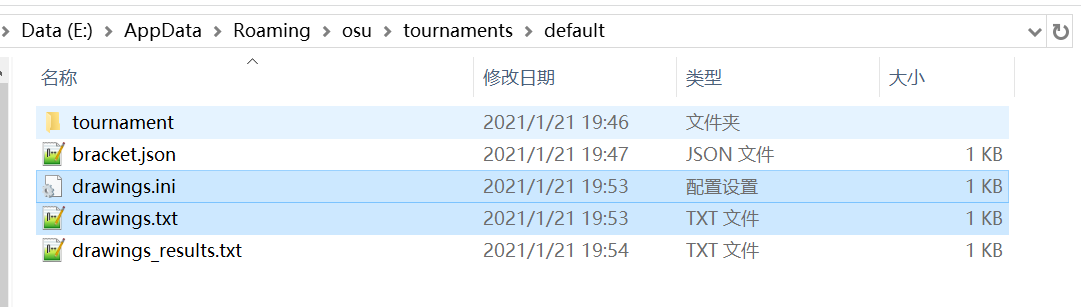 Data (E:) AppData Roaming osu tournaments default
名称 修改日期 类型 大小
tournament 2021/1/21 19:46 文件夹
bracket.json 2021/1/21 19:47 JSON 文件 1 KB
drawings.ini 2021/1/21 19:53 配置设置 1 KB
drawings.txt 2021/1/21 19:53 TXT 文件 1 KB
drawings_results.txt 2021/1/21 19:54 TXT 文件 1 KB